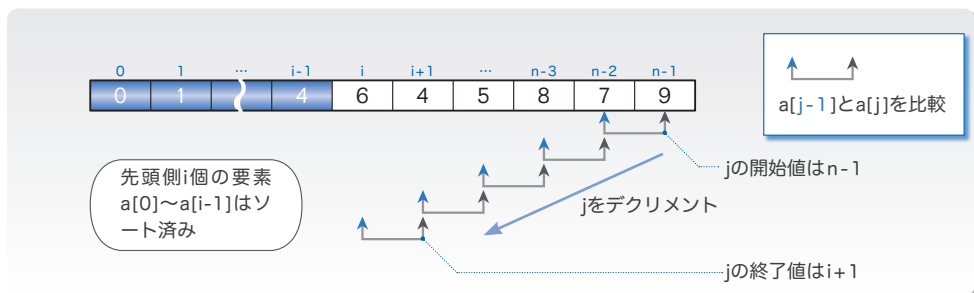 0 1 … i-1 i i+1 … n-3 n-2 n-1
0 1 4 6 4 5 8 7 9
a[j-1]とa[j]を比較
先頭側i個の要素
a[0]～a[i-1]はソ
ート済み
jの開始値はn-1
jをデクリメント
jの終了値はi+1